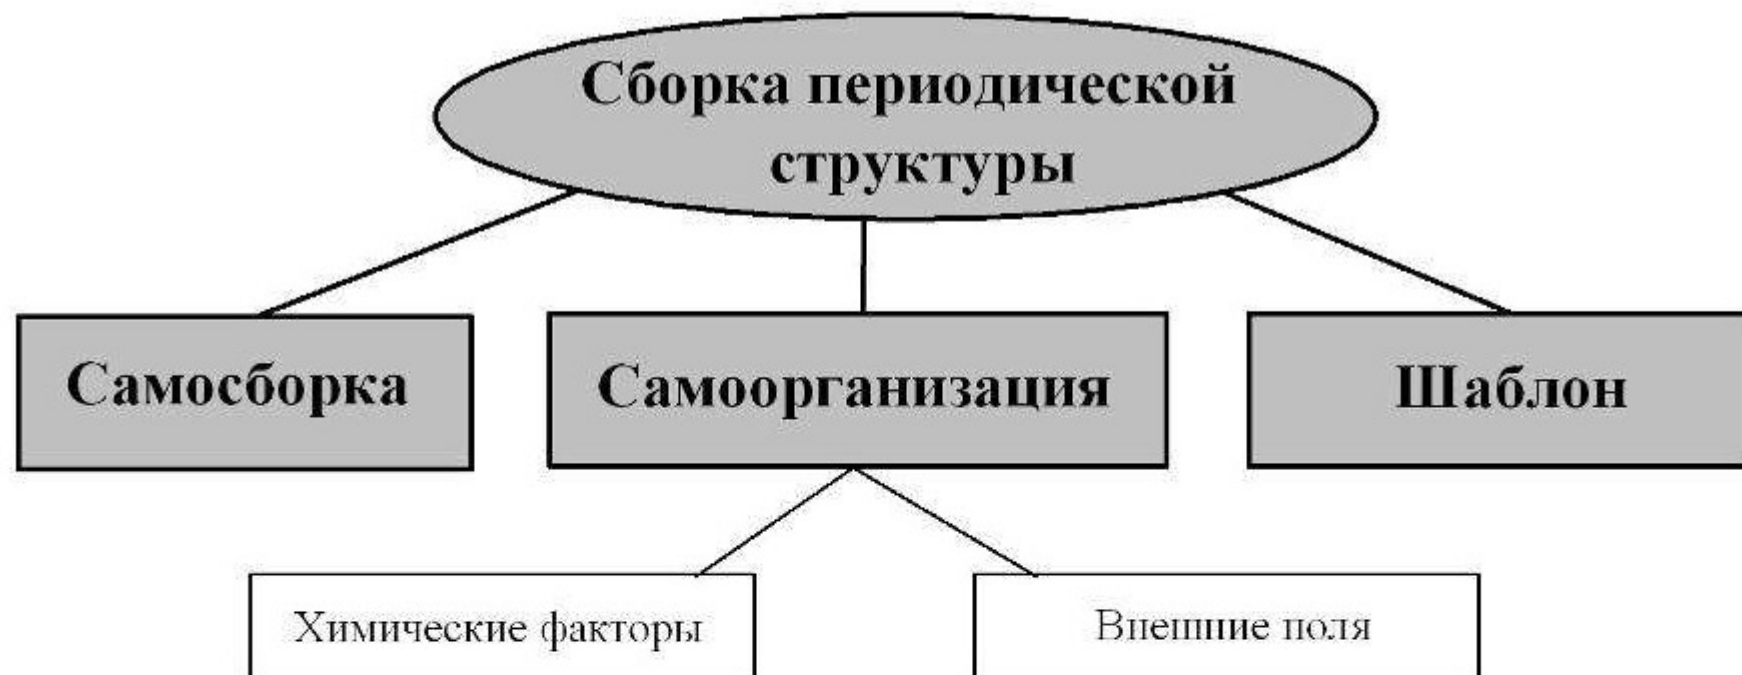 Сборка периодической
структуры
Самосборка
Самоорганизация
Шаблон
Химические факторы
Внешние поля